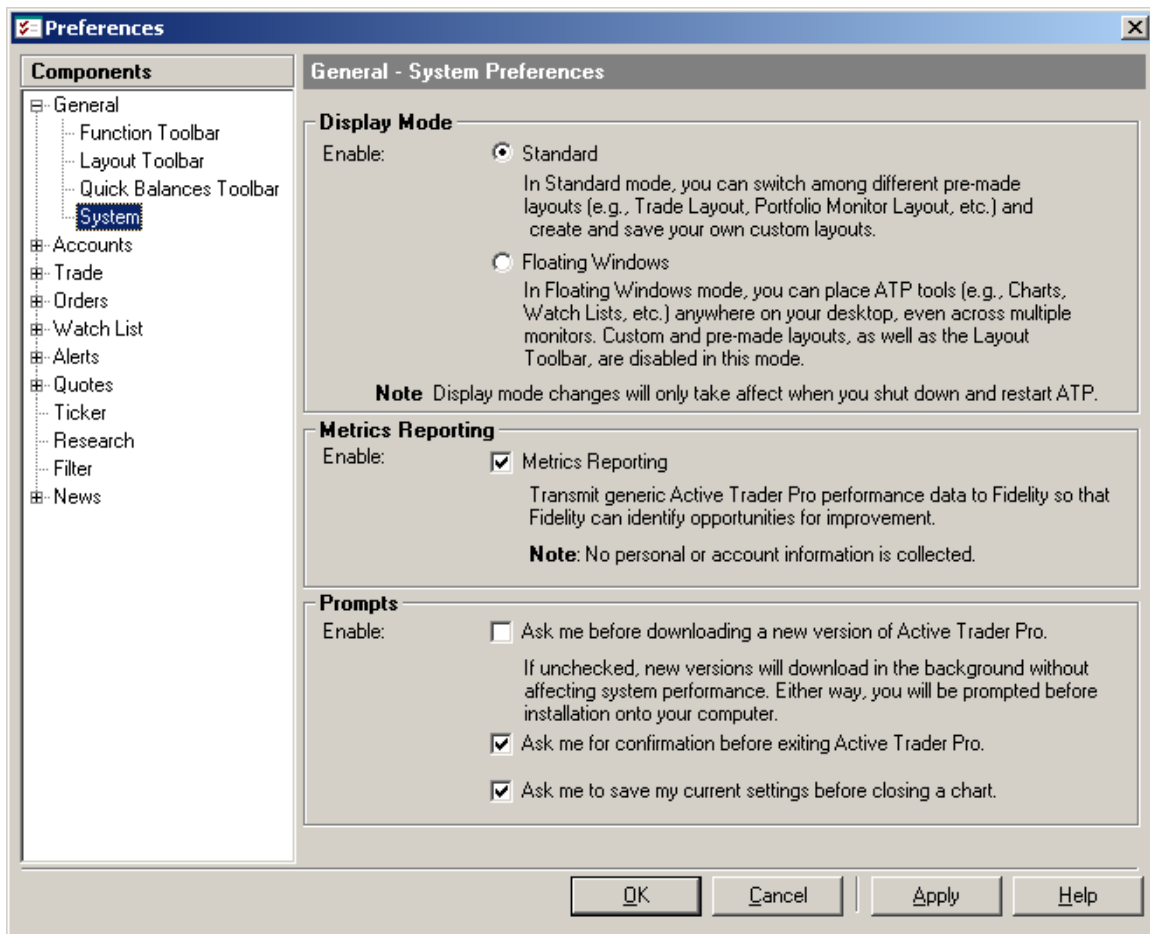 Preferences
Components
General
Function Toolbar
Layout Toolbar
Quick Balances Toolbar
System
Accounts
Trade
Orders
Watch List
Alerts
Quotes
Ticker
Research
Filter
News
General - System Preferences
Display Mode
Enable:
Standard
In Standard mode, you can switch among different pre-made
layouts (e.g., Trade Layout, Portfolio Monitor Layout, etc.) and
create and save your own custom layouts.
Floating Windows
In Floating Windows mode, you can place ATP tools (e.g., Charts,
Watch Lists, etc.) anywhere on your desktop, even across multiple
monitors. Custom and pre-made layouts, as well as the Layout
Toolbar, are disabled in this mode.
Note Display mode changes will only take affect when you shut down and restart ATP.
Metrics Reporting
Enable:
Metrics Reporting
Transmit generic Active Trader Pro performance data to Fidelity so that
Fidelity can identify opportunities for improvement.
Note: No personal or account information is collected.
Prompts
Enable:
Ask me before downloading a new version of Active Trader Pro.
If unchecked, new versions will download in the background without
affecting system performance. Either way, you will be prompted before
installation onto your computer.
Ask me for confirmation before exiting Active Trader Pro.
Ask me to save my current settings before closing a chart.
OK
Cancel
Apply
Help